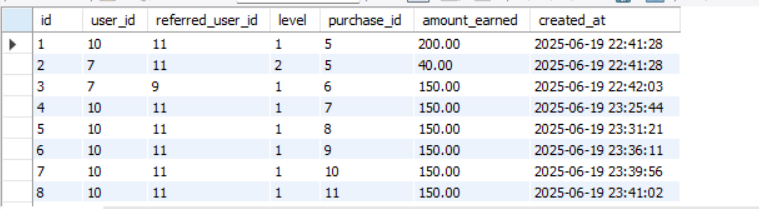 id user_id referred_user_id level purchase_id amount_earned created_at
1 10 11 1 5 200.00 2025-06-19 22:41:28
2 7 11 2 5 40.00 2025-06-19 22:41:28
3 7 9 1 6 150.00 2025-06-19 22:42:03
4 10 11 1 7 150.00 2025-06-19 23:25:44
5 10 11 1 8 150.00 2025-06-19 23:31:21
6 10 11 1 9 150.00 2025-06-19 23:36:11
7 10 11 1 10 150.00 2025-06-19 23:39:56
8 10 11 1 11 150.00 2025-06-19 23:41:02